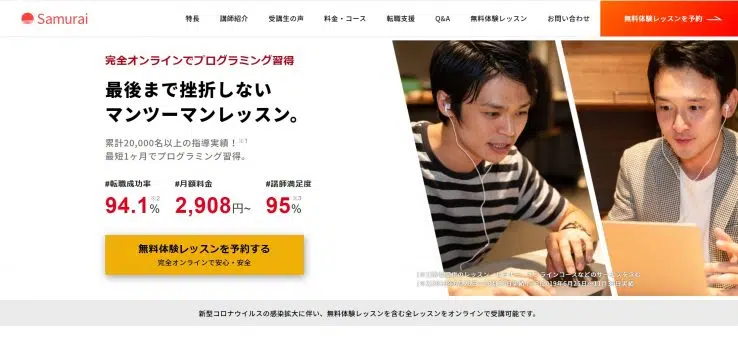 Samurai
特長 講師紹介 受講生の声 料金・コース 転職支援 Q&A 無料体験レッスン お問い合わせ 無料体験レッスンを予約
完全オンラインでプログラミング習得
最後まで挫折しない
マンツーマンレッスン。
累計20,000名以上の指導実績！※1
最短1ヶ月でプログラミング習得。
#転職成功率 #月額料金 #講師満足度
94.1% ※2 2,908円~ 95% ※3
無料体験レッスンを予約する
完全オンラインで安心・安全
新型コロナウイルスの感染拡大に伴い、無料体験レッスンを含む全レッスンをオンラインで受講可能です。